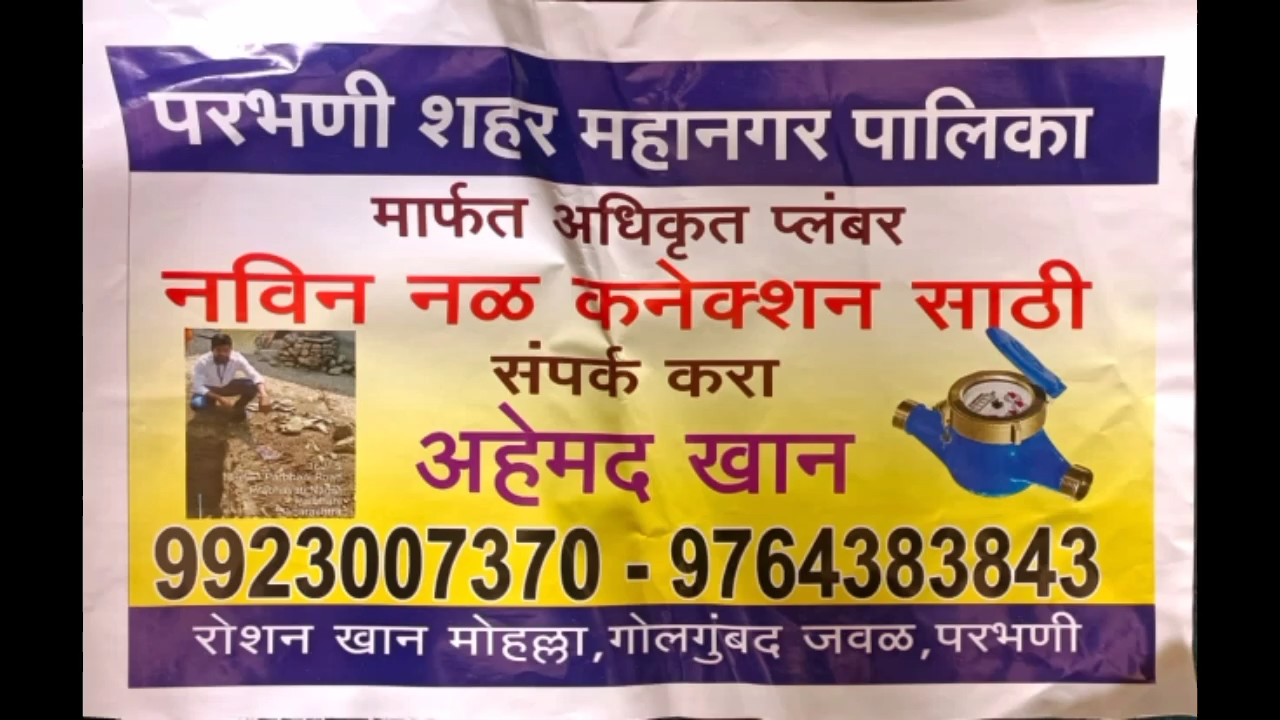 परभणी शहर महानगर पालिका
मार्फत अधिकृत प्लंबर
नविन नळ कनेक्शन साठी
संपर्क करा
अहेमद खान
9923007370 - 9764383843
रोशन खान मोहल्ला,गोलगुंबद जवळ,परभणी